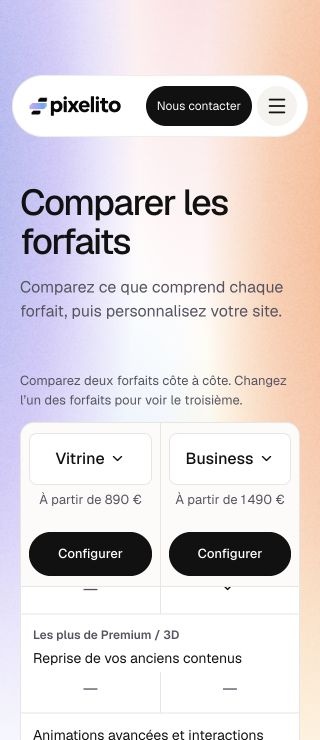 pixelito
Nous contacter
Comparer les
forfaits
Comparez ce que comprend chaque
forfait, puis personnalisez votre site.
Comparez deux forfaits côte à côte. Changez
l'un des forfaits pour voir le troisième.
Vitrine
Business
À partir de 890 €
À partir de 1 490 €
Configurer
Configurer
—
Les plus de Premium / 3D
Reprise de vos anciens contenus
— —
Animations avancées et interactions